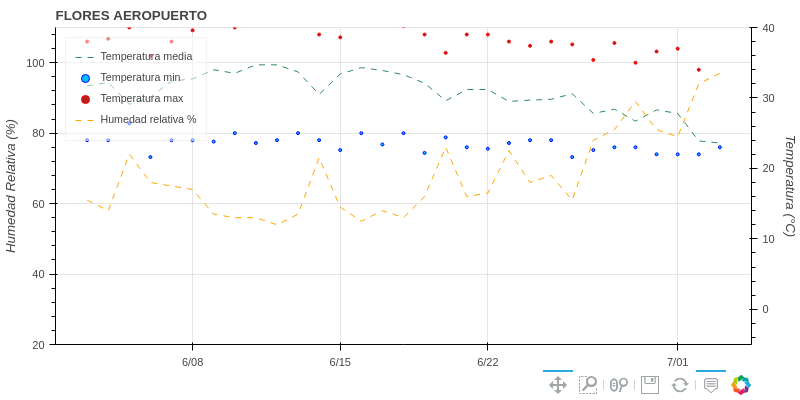 FLORES AEROPUERTO
Temperatura media
Temperatura min
Temperatura max
Humedad relativa %
Humedad Relativa (%)
100
80
60
40
20
40
30
20
10
0
Temperatura (°C)
6/08
6/15
6/22
7/01